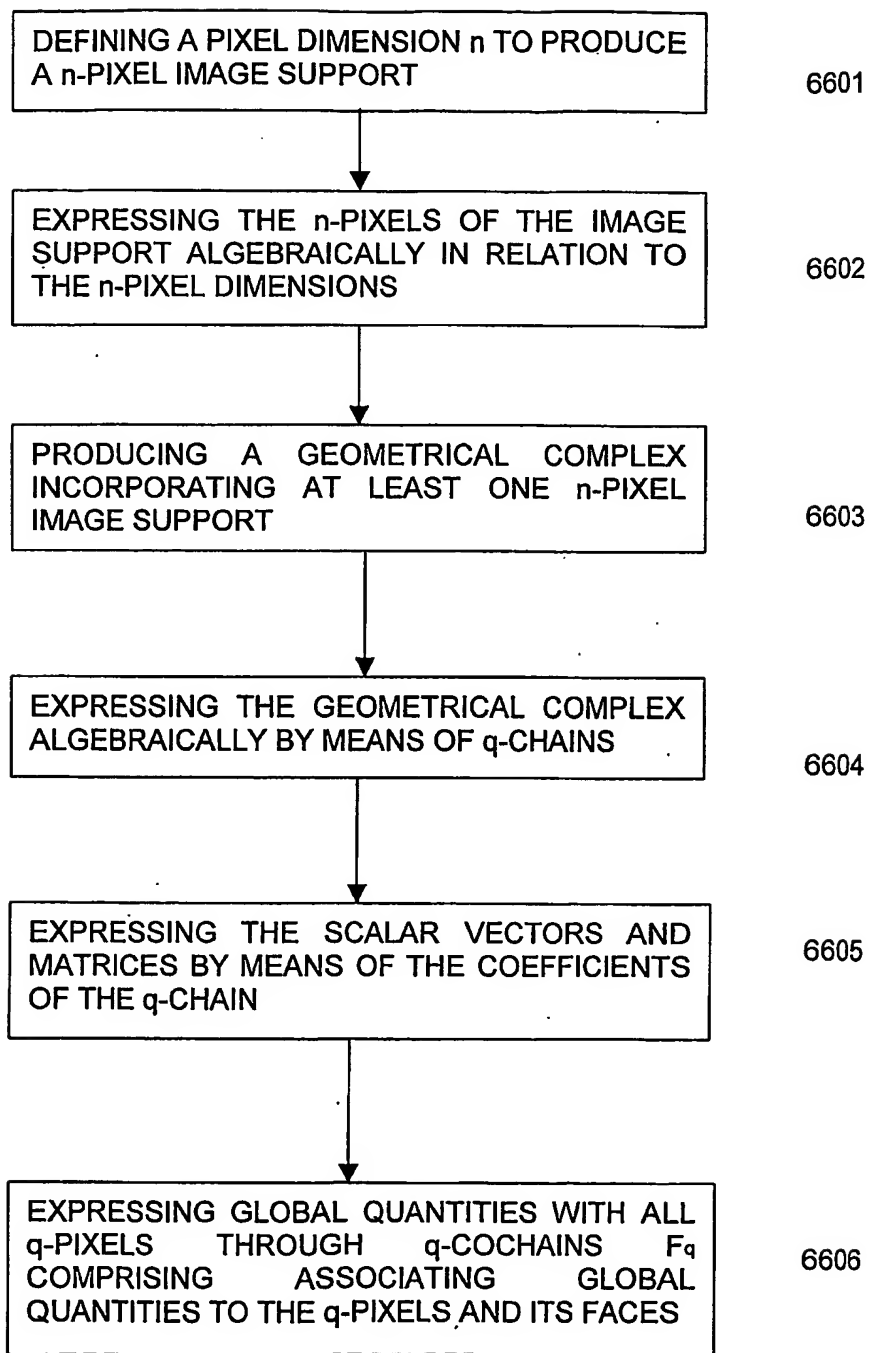 DEFINING A PIXEL DIMENSION n TO PRODUCE
A n-PIXEL IMAGE SUPPORT
6601
EXPRESSING THE n-PIXELS OF THE IMAGE
SUPPORT ALGEBRAICALLY IN RELATION TO
THE n-PIXEL DIMENSIONS
6602
PRODUCING A GEOMETRICAL COMPLEX
INCORPORATING AT LEAST ONE n-PIXEL
IMAGE SUPPORT
6603
EXPRESSING THE GEOMETRICAL COMPLEX
ALGEBRAICALLY BY MEANS OF q-CHAINS
6604
EXPRESSING THE SCALAR VECTORS AND
MATRICES BY MEANS OF THE COEFFICIENTS
OF THE q-CHAIN
6605
EXPRESSING GLOBAL QUANTITIES WITH ALL
q-PIXELS THROUGH q-COCHAINS Fq
COMPRISING ASSOCIATING GLOBAL
QUANTITIES TO THE q-PIXELS AND ITS FACES
6606